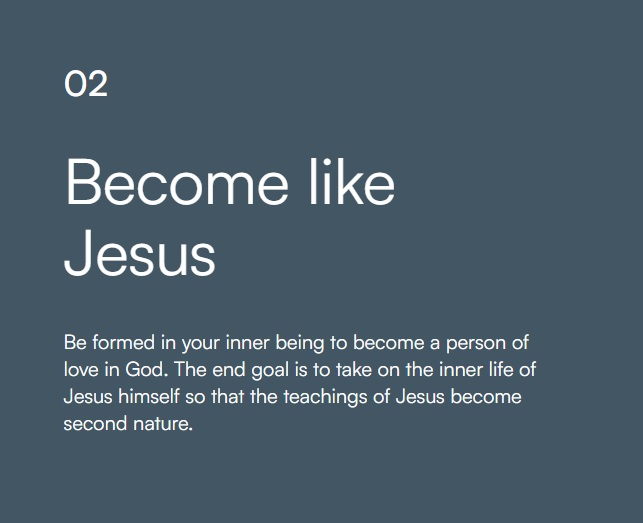 02
Become like
Jesus
Be formed in your inner being to become a person of
love in God. The end goal is to take on the inner life of
Jesus himself so that the teachings of Jesus become
second nature.